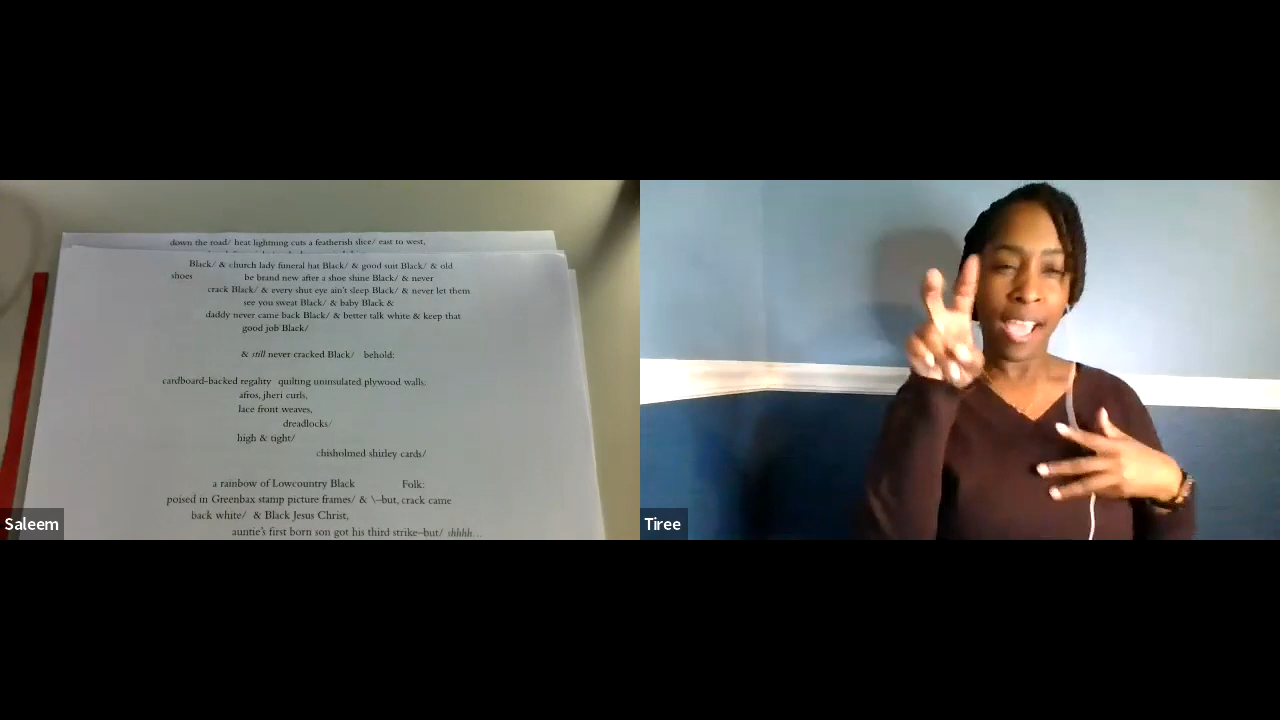 down the road/ heat lightning cuts a featherish slice/ east to west,
Black/ & church lady funeral hat Black/ & good suit Black/ & old
shoes be brand new after a shoe shine Black/ & never
crack Black/ & every shut eye ain't sleep Black/ & never let them
see you sweat Black/ & baby Black &
daddy never came back Black/ & better talk white & keep that
good job Black/
& still never cracked Black/ behold:
cardboard-backed regality quilting uninsulated plywood walls:
afros, jheri curls,
lace front weaves,
dreadlocks/
high & tight/
chisholmed shirley cards/
a rainbow of Lowcountry Black Folk:
poised in Greenbax stamp picture frames/ & \–but, crack came
back white/ & Black Jesus Christ,
auntie's first born son got his third strike–but/ shhhh...
Saleem
Tiree